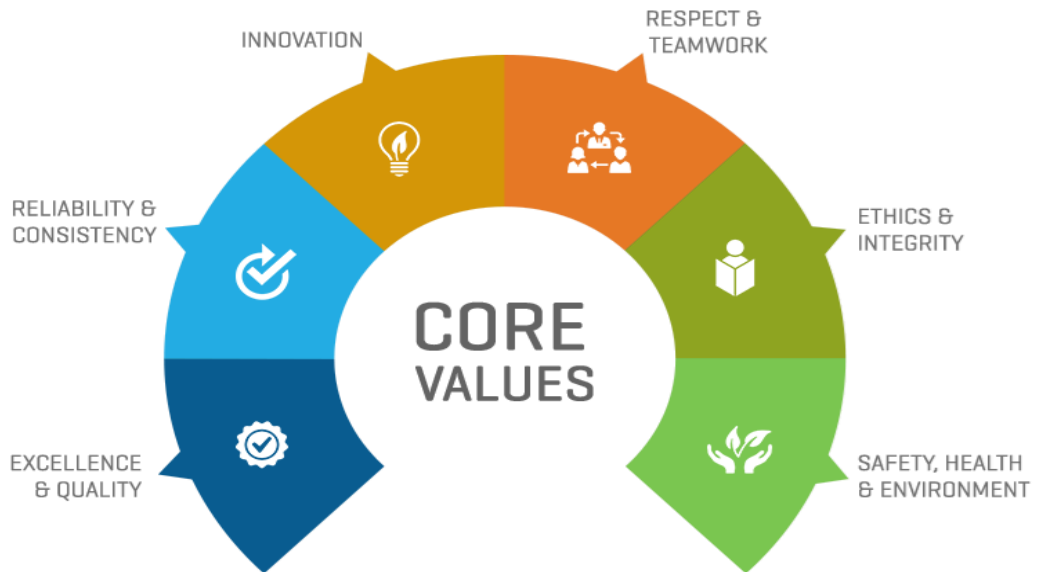 INNOVATION
RESPECT &
TEAMWORK
RELIABILITY &
CONSISTENCY
ETHICS &
INTEGRITY
CORE
VALUES
EXCELLENCE
& QUALITY
SAFETY, HEALTH
& ENVIRONMENT